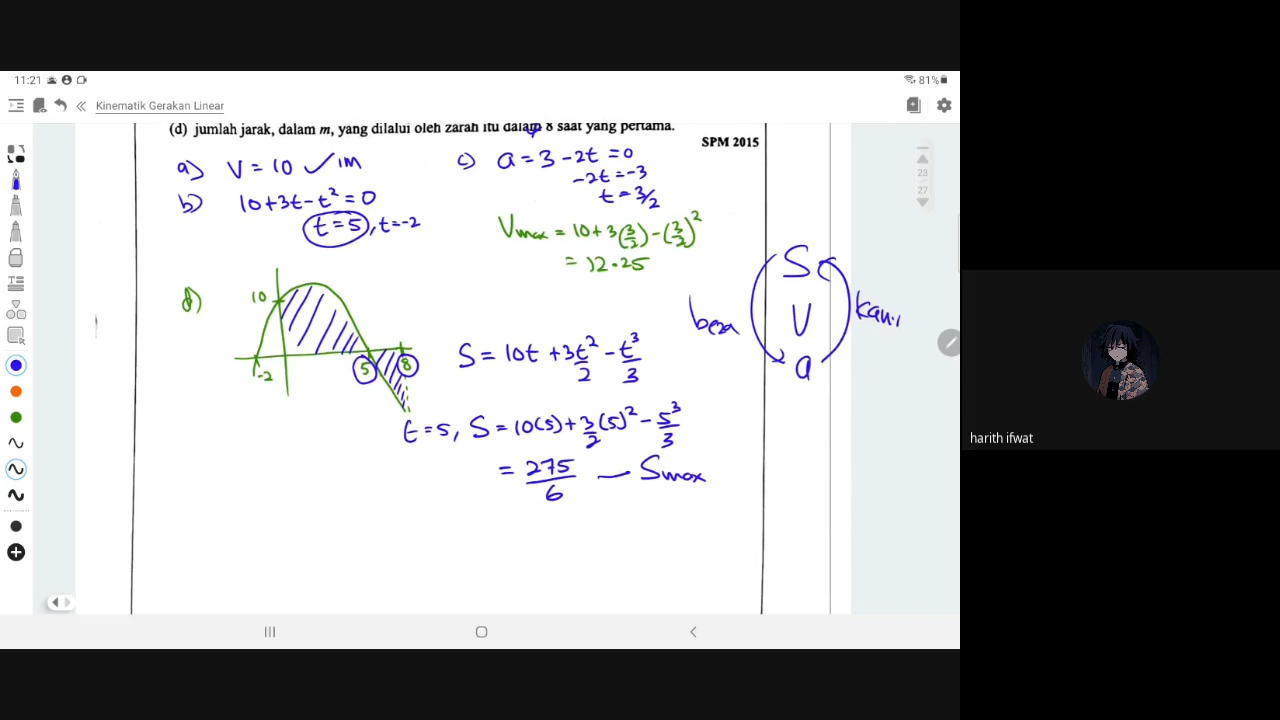 11:21
81%
Kinematik Gerakan Linear
(d) jumlah jarak, dalam m, yang dilalui oleh zarah itu dalam 8 saat yang pertama.
SPM 2015
a) V = 10 ✓ 1m
b) 10+3t-t²=0
t=5, t=-2
c) a = 3 - 2t = 0
-2t = -3
t = 3/2
Vmax = 10+3(3/2)-(3/2)²
= 12.25
d)
10
-2
5
8
S = 10t + 3t²/2 - t³/3
t=5, S = 10(5)+3/2(5)²-5³/3
= 275/6 — Smax
beza
S
V
a
23
27
harith ifwat